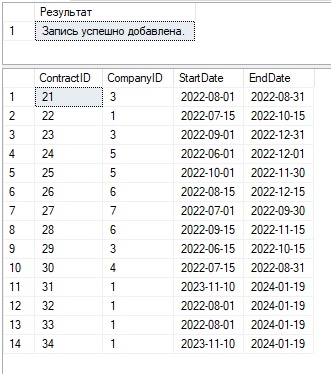 Результат
1 Запись успешно добавлена.
ContractID CompanyID StartDate EndDate
1 21 3 2022-08-01 2022-08-31
2 22 1 2022-07-15 2022-10-15
3 23 3 2022-09-01 2022-12-31
4 24 5 2022-06-01 2022-12-01
5 25 5 2022-10-01 2022-11-30
6 26 6 2022-08-15 2022-12-15
7 27 7 2022-07-01 2022-09-30
8 28 6 2022-09-15 2022-11-15
9 29 3 2022-06-15 2022-10-15
10 30 4 2022-07-15 2022-08-31
11 31 1 2023-11-10 2024-01-19
12 32 1 2022-08-01 2024-01-19
13 33 1 2022-08-01 2024-01-19
14 34 1 2023-11-10 2024-01-19